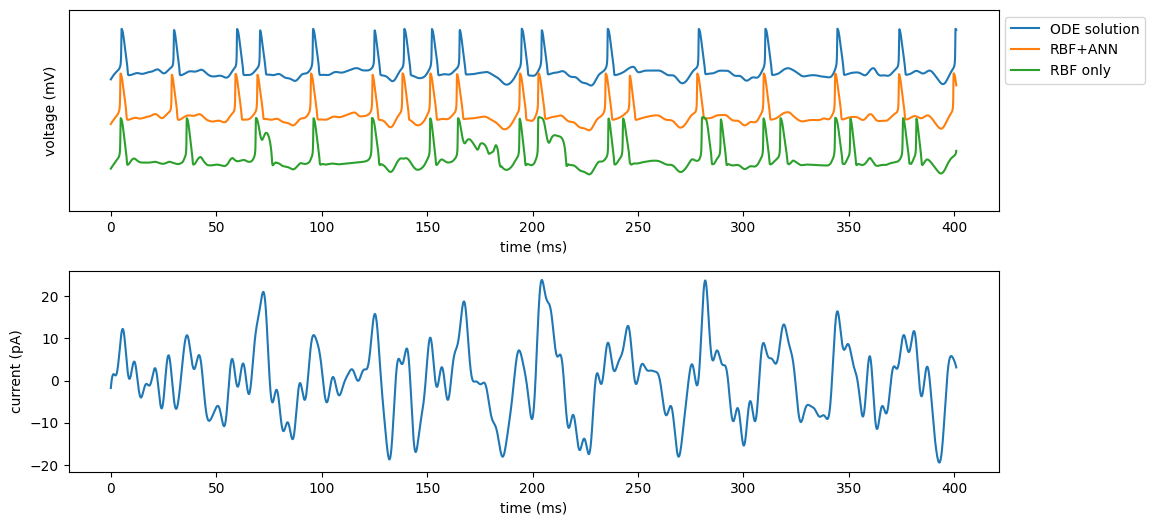 voltage (mV)
ODE solution
RBF+ANN
RBF only
0 50 100 150 200 250 300 350 400
time (ms)
current (pA)
20
10
0
−10
−20
0 50 100 150 200 250 300 350 400
time (ms)